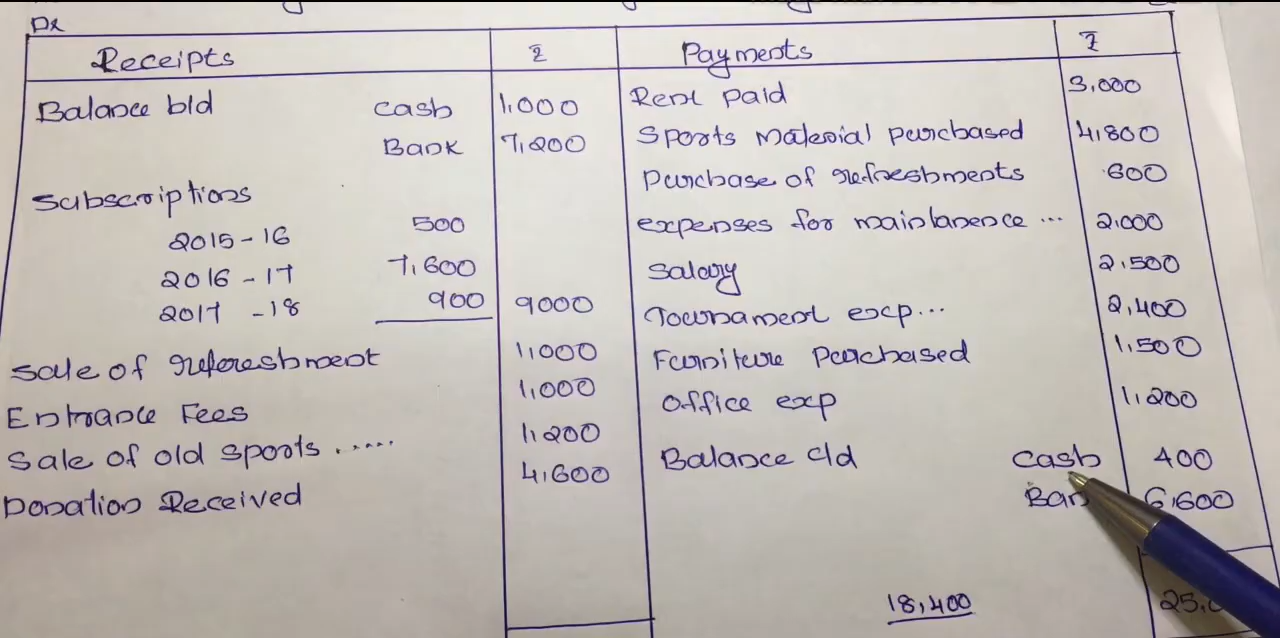 Dr
Receipts ₹ Payments ₹
Balance b/d Cash 1,000 Rent paid 3,000
Bank 7,200 Sports material purchased 4,800
Purchase of refreshments 600
Subscriptions expenses for maintanence ... 2,000
2015-16 500
2016-17 7,600 Salary 2,500
2017-18 900 9000 Tournament exp... 2,400
Sale of refreshment 1,000 Furniture Purchased 1,500
Entrance Fees 1,000 Office exp 1,200
Sale of old sports ..... 1,200 Balance c/d Cash 400
Donation Received 4,600 6,600
18,400